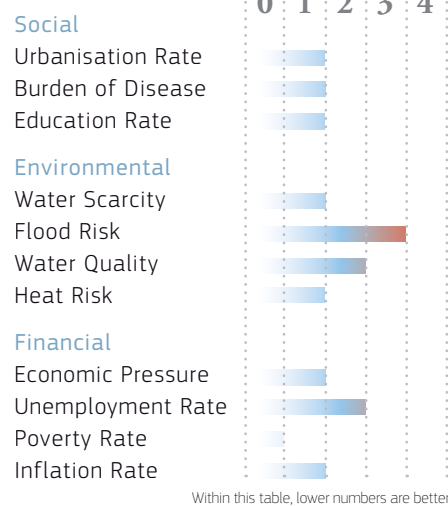 0 1 2 3 4
Social
Urbanisation Rate
Burden of Disease
Education Rate
Environmental
Water Scarcity
Flood Risk
Water Quality
Heat Risk
Financial
Economic Pressure
Unemployment Rate
Poverty Rate
Inflation Rate
Within this table, lower numbers are better